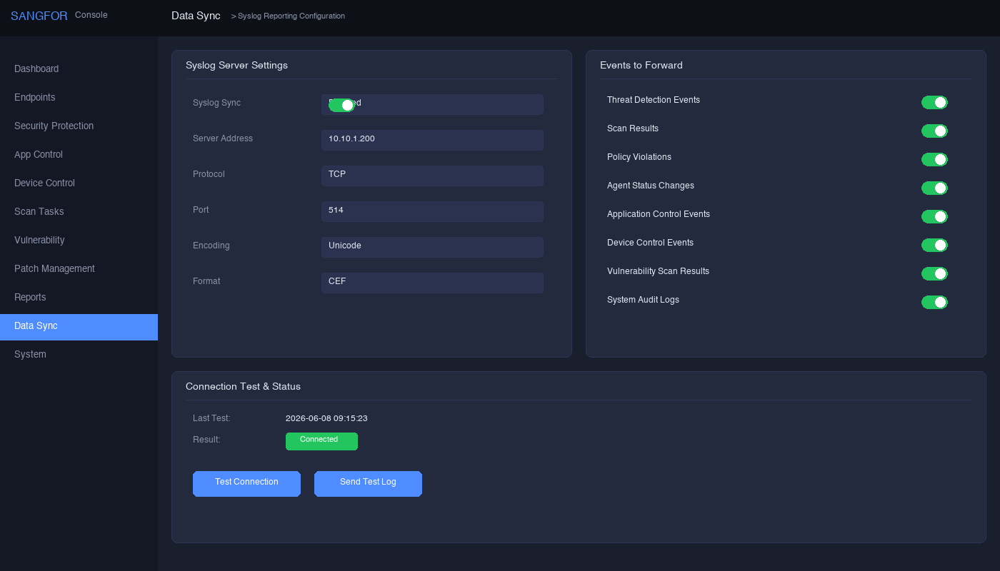 SANGFOR Console
Data Sync > Syslog Reporting Configuration
Dashboard
Endpoints
Security Protection
App Control
Device Control
Scan Tasks
Vulnerability
Patch Management
Reports
Data Sync
System
Syslog Server Settings
Syslog Sync
Server Address 10.10.1.200
Protocol TCP
Port 514
Encoding Unicode
Format CEF
Events to Forward
Threat Detection Events
Scan Results
Policy Violations
Agent Status Changes
Application Control Events
Device Control Events
Vulnerability Scan Results
System Audit Logs
Connection Test & Status
Last Test: 2026-06-08 09:15:23
Result: Connected
Test Connection Send Test Log